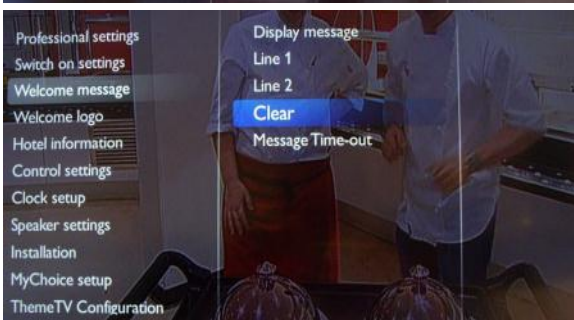 Professional settings
Switch on settings
Welcome message
Welcome logo
Hotel information
Control settings
Clock setup
Speaker settings
Installation
MyChoice setup
ThemeTV Configuration
Display message
Line 1
Line 2
Clear
Message Time-out